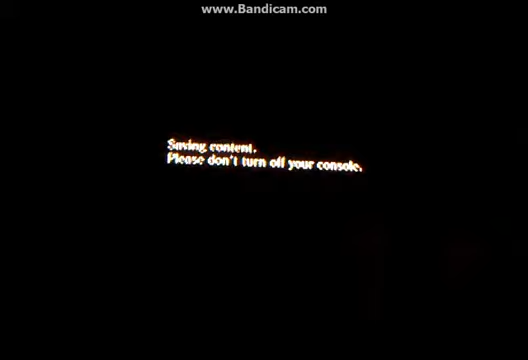 www.Bandicam.com
Saving content.
Please don't turn off your console.